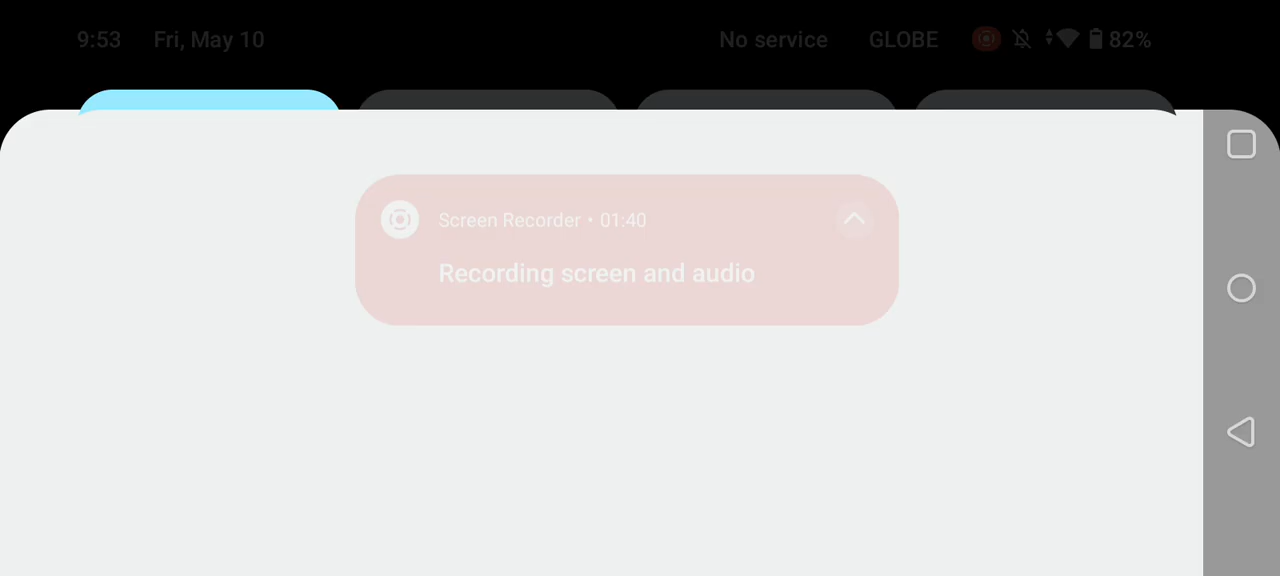 9:53 Fri, May 10 No service GLOBE 82%
Screen Recorder • 01:40
Recording screen and audio